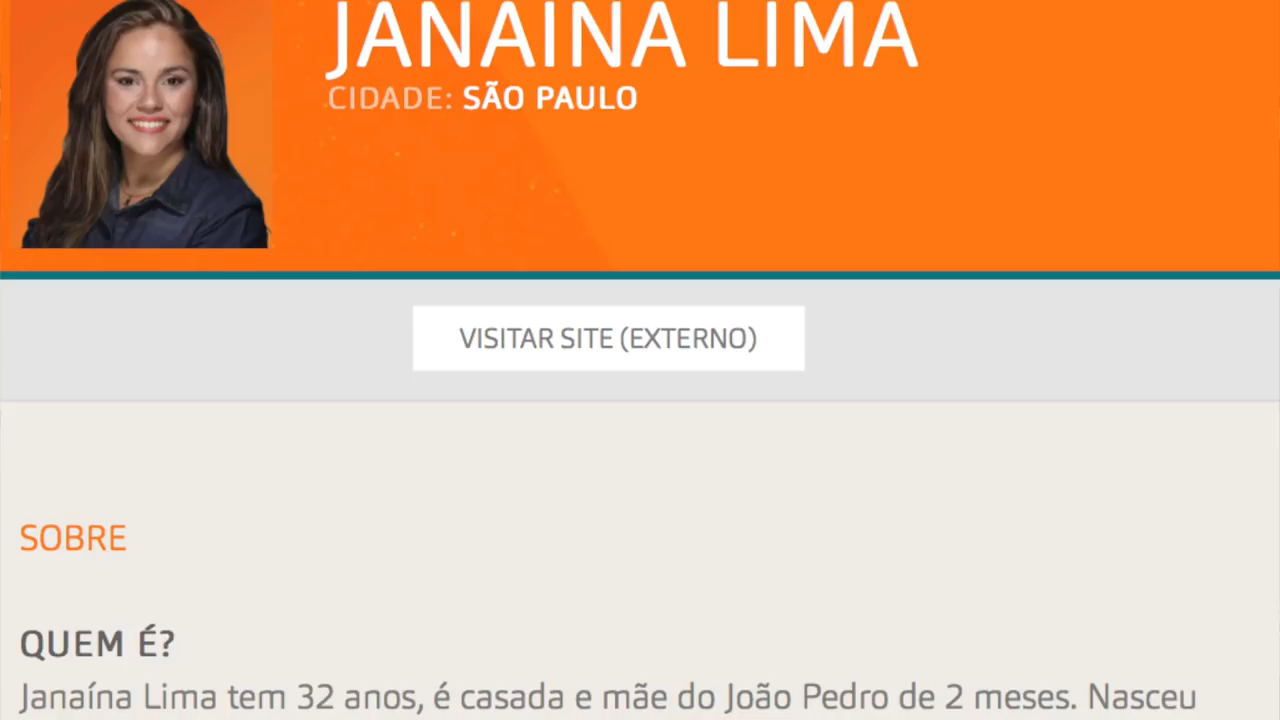 JANAÍNA LIMA
CIDADE: SÃO PAULO
VISITAR SITE (EXTERNO)
SOBRE
QUEM É?
Janaína Lima tem 32 anos, é casada e mãe do João Pedro de 2 meses. Nasceu